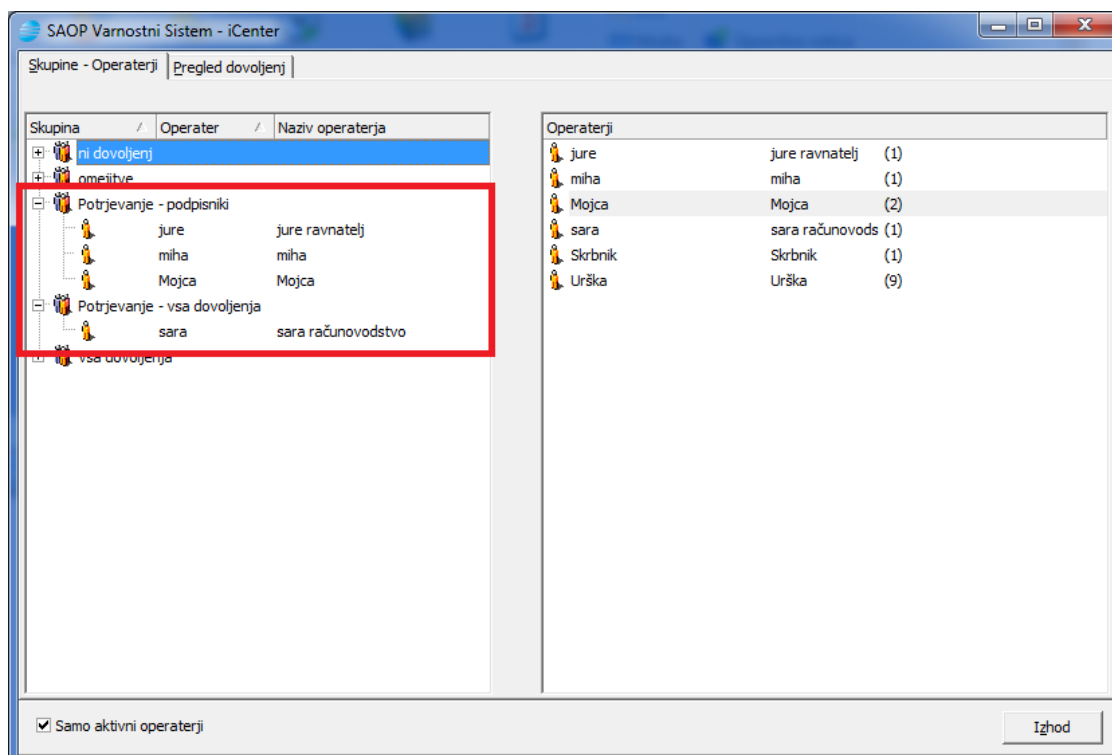 SAOP Varnostni Sistem - iCenter
Skupine - Operaterji Pregled dovoljenj
Skupina Operater Naziv operaterja
ni dovoljenj
omejitve
Potrjevanje - podpisniki
jure jure ravnatelj
miha miha
Mojca Mojca
Potrjevanje - vsa dovoljenja
sara sara računovodstvo
vsa dovoljenja
Operaterji
jure jure ravnatelj (1)
miha miha (1)
Mojca Mojca (2)
sara sara računovods (1)
Skrbnik Skrbnik (1)
Urška Urška (9)
Samo aktivni operaterji
Izhod